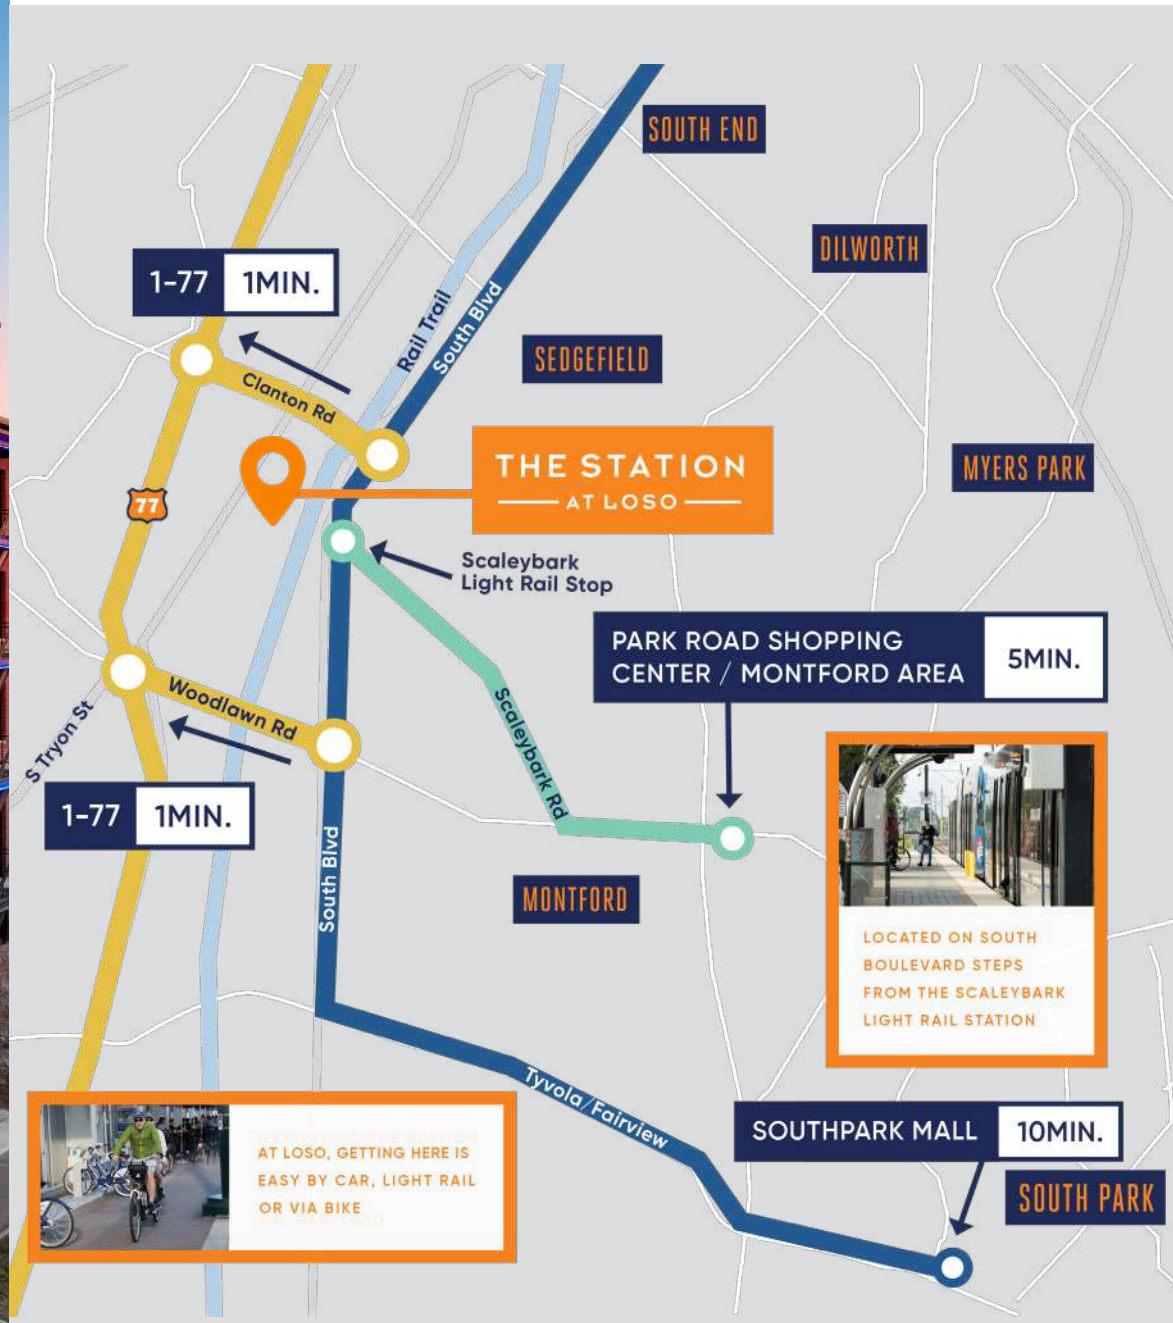 SOUTH END
DILWORTH
1-77 1MIN.
Rail Trail
South Blvd
SEDGEFIELD
Clanton Rd
THE STATION
AT LOSO
MYERS PARK
77
Scaleybark
Light Rail Stop
PARK ROAD SHOPPING
CENTER / MONTFORD AREA
5MIN.
Woodlawn Rd
S Tryon St
Scaleybark Rd
1-77 1MIN.
South Blvd
MONTFORD
LOCATED ON SOUTH
BOULEVARD STEPS
FROM THE SCALEYBARK
LIGHT RAIL STATION
Tyvola/Fairview
SOUTHPARK MALL 10MIN.
SOUTH PARK
AT LOSO, GETTING HERE IS
EASY BY CAR, LIGHT RAIL
OR VIA BIKE